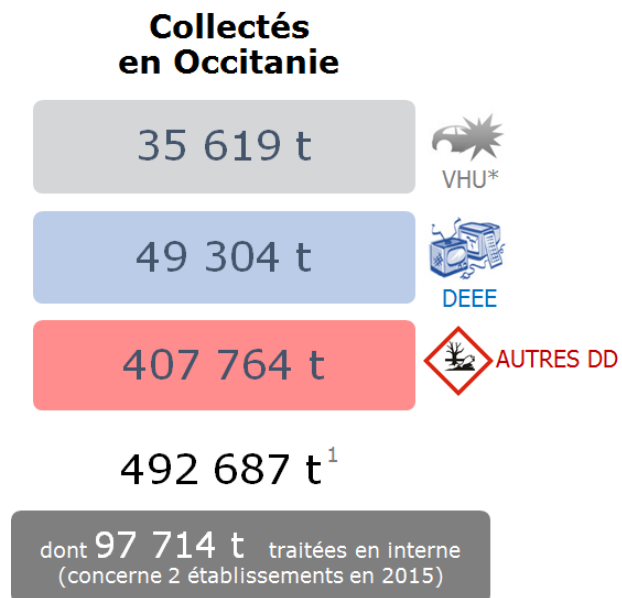 Collectés
en Occitanie
35 619 t
VHU*
49 304 t
DEEE
407 764 t
AUTRES DD
492 687 t¹
dont 97 714 t traitées en interne
(concerne 2 établissements en 2015)